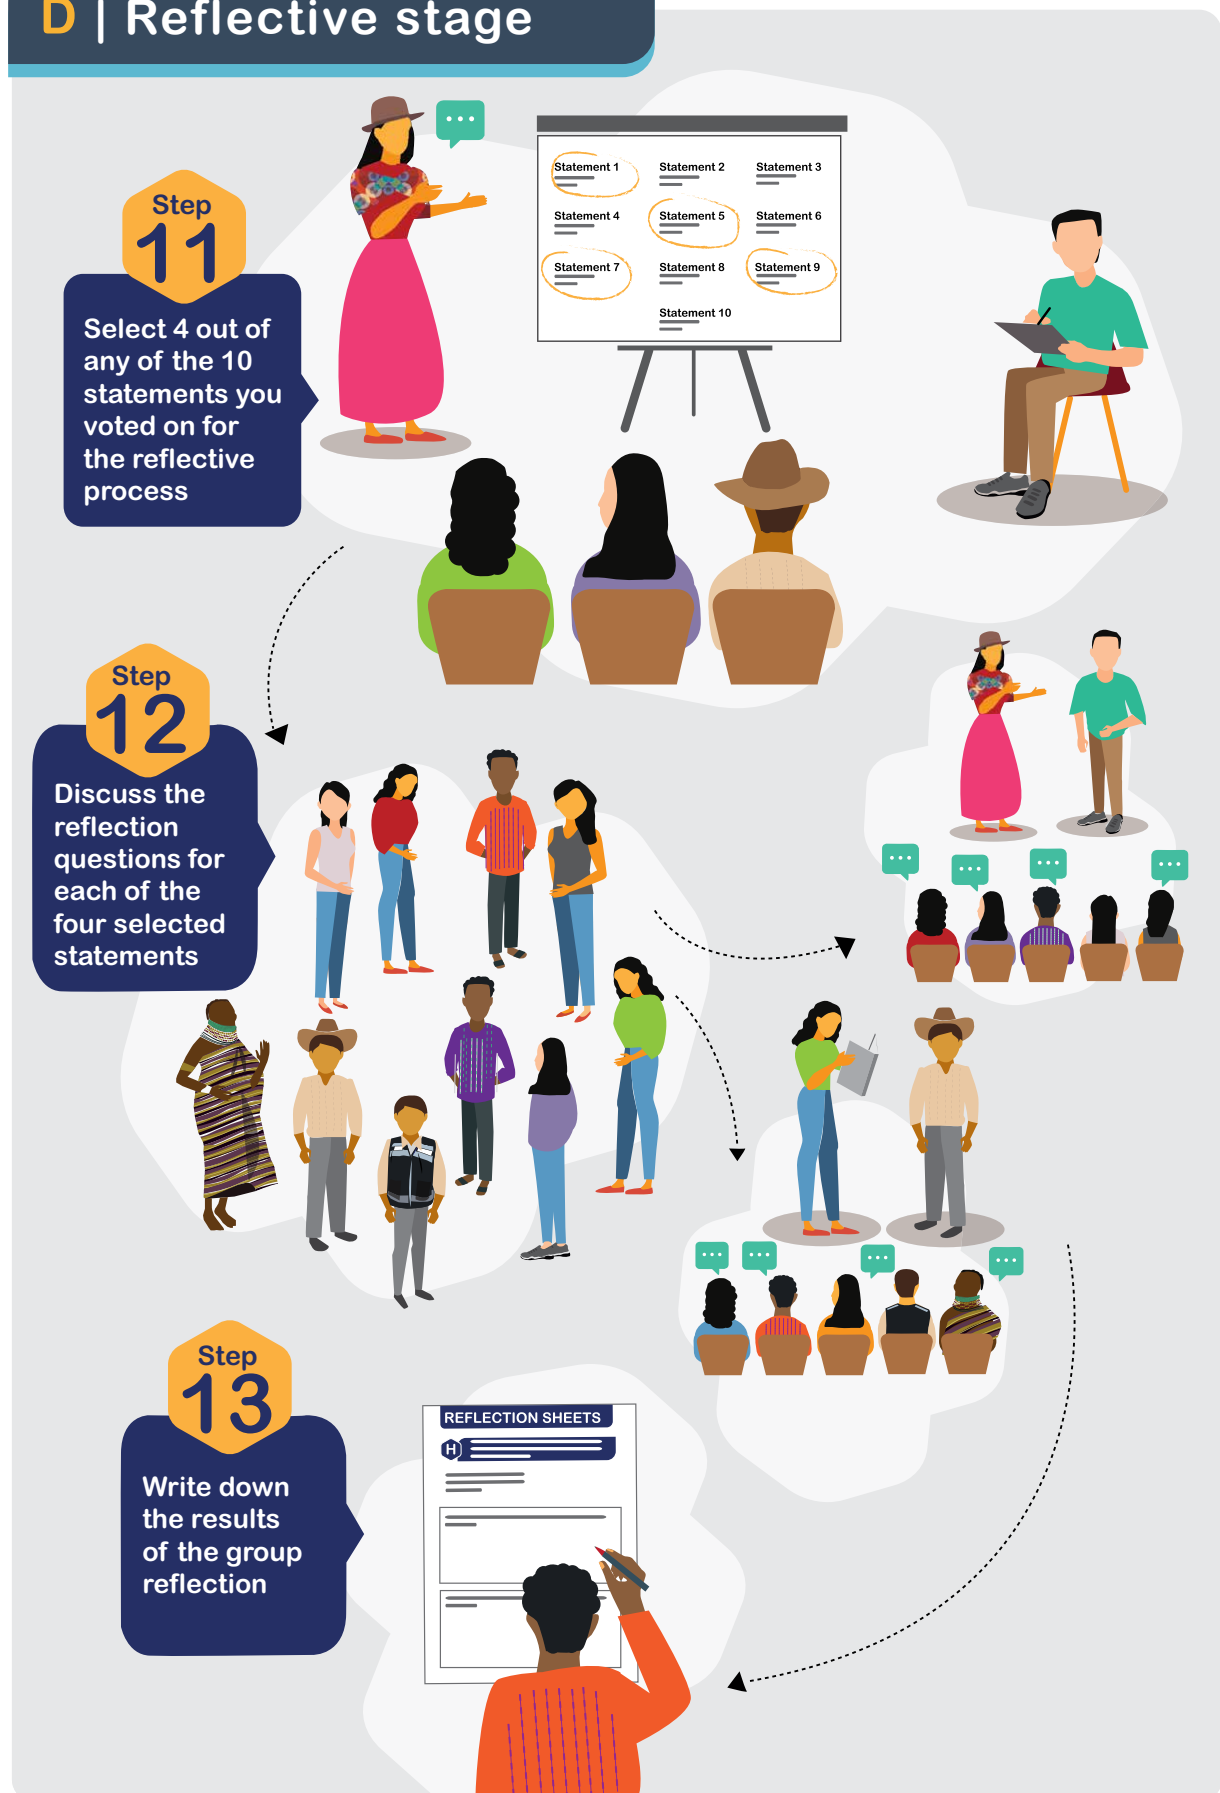 D | Reflective stage
Step
11
Select 4 out of
any of the 10
statements you
voted on for
the reflective
process
Statement 1
Statement 2
Statement 3
Statement 4
Statement 5
Statement 6
Statement 7
Statement 8
Statement 9
Statement 10
Step
12
Discuss the
reflection
questions for
each of the
four selected
statements
Step
13
Write down
the results
of the group
reflection
REFLECTION SHEETS
H